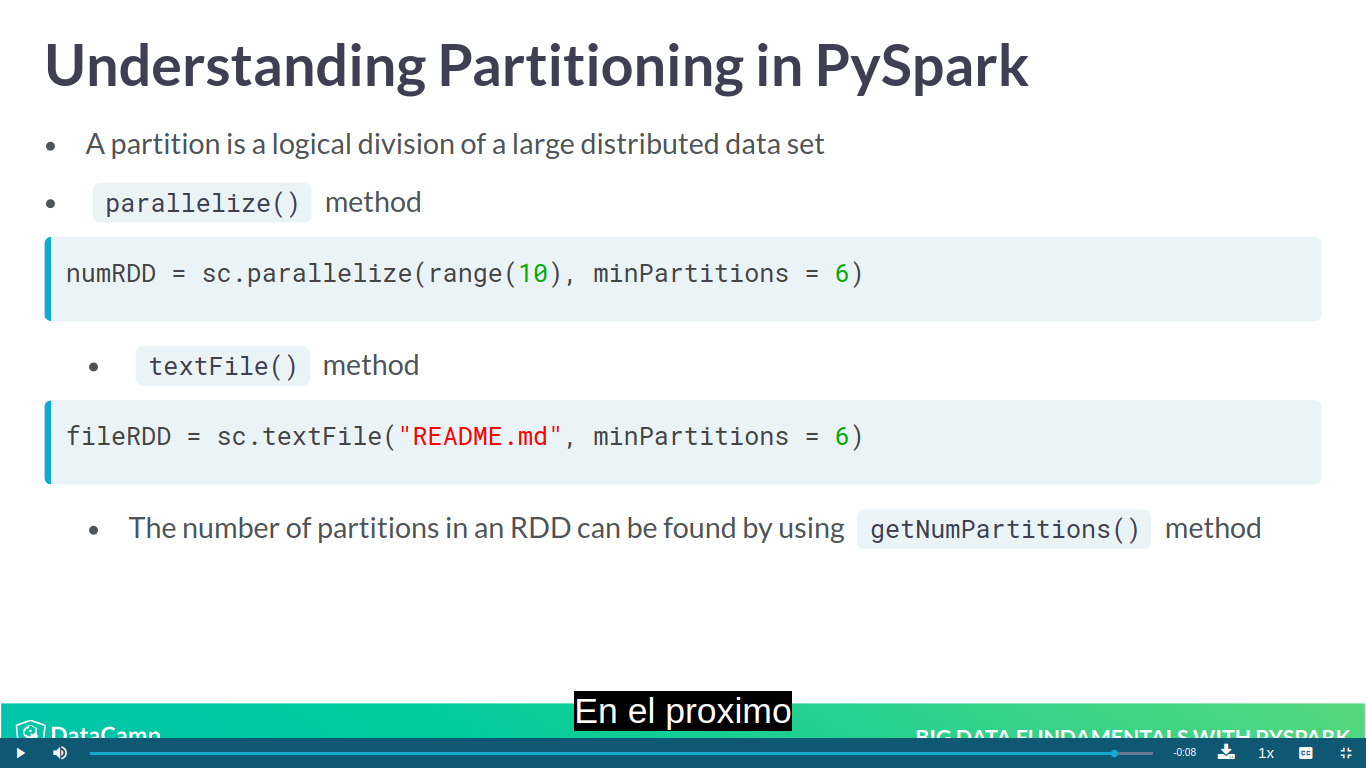 Understanding Partitioning in PySpark
• A partition is a logical division of a large distributed data set
• parallelize() method
numRDD = sc.parallelize(range(10), minPartitions = 6)
• textFile() method
fileRDD = sc.textFile("README.md", minPartitions = 6)
• The number of partitions in an RDD can be found by using getNumPartitions() method
En el proximo
DataCamp
BIG DATA FUNDAMENTALS WITH PYSPARK
-0:08
1x
CC